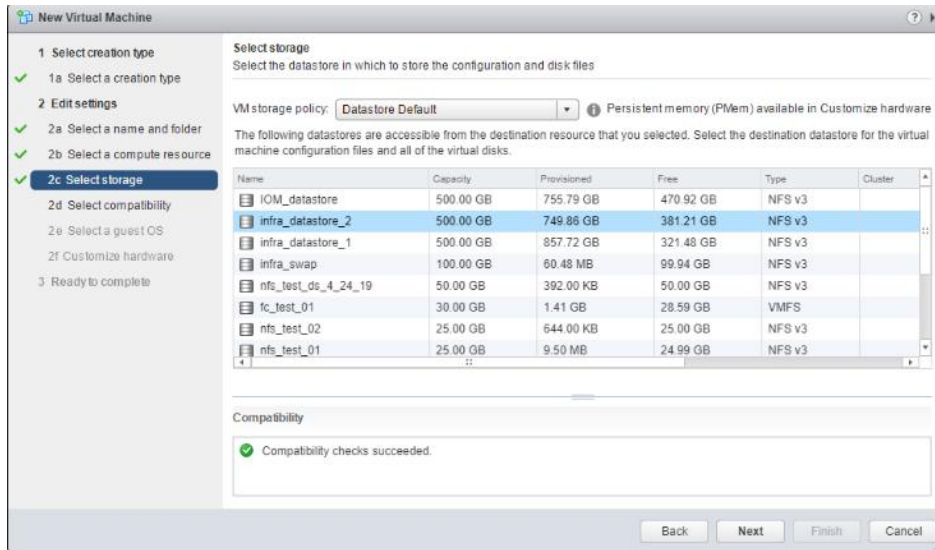 New Virtual Machine
1 Select creation type
1a Select a creation type
2 Edit settings
2a Select a name and folder
2b Select a compute resource
2c Select storage
2d Select compatibility
2e Select a guest OS
2f Customize hardware
3 Ready to complete
Select storage
Select the datastore in which to store the configuration and disk files
VM storage policy: Datastore Default Persistent memory (PMem) available in Customize hardware
The following datastores are accessible from the destination resource that you selected. Select the destination datastore for the virtual
machine configuration files and all of the virtual disks.
Name Capacity Provisioned Free Type Cluster
IOM_datastore 500.00 GB 755.79 GB 470.92 GB NFS v3
infra_datastore_2 500.00 GB 749.86 GB 381.21 GB NFS v3
infra_datastore_1 500.00 GB 857.72 GB 321.48 GB NFS v3
infra_swap 100.00 GB 60.48 MB 99.94 GB NFS v3
nfs_test_ds_4_24_19 50.00 GB 392.00 KB 50.00 GB NFS v3
fc_test_01 30.00 GB 1.41 GB 28.59 GB VMFS
nfs_test_02 25.00 GB 644.00 KB 25.00 GB NFS v3
nfs_test_01 25.00 GB 9.50 MB 24.99 GB NFS v3
Compatibility
Compatibility checks succeeded.
Back Next Finish Cancel